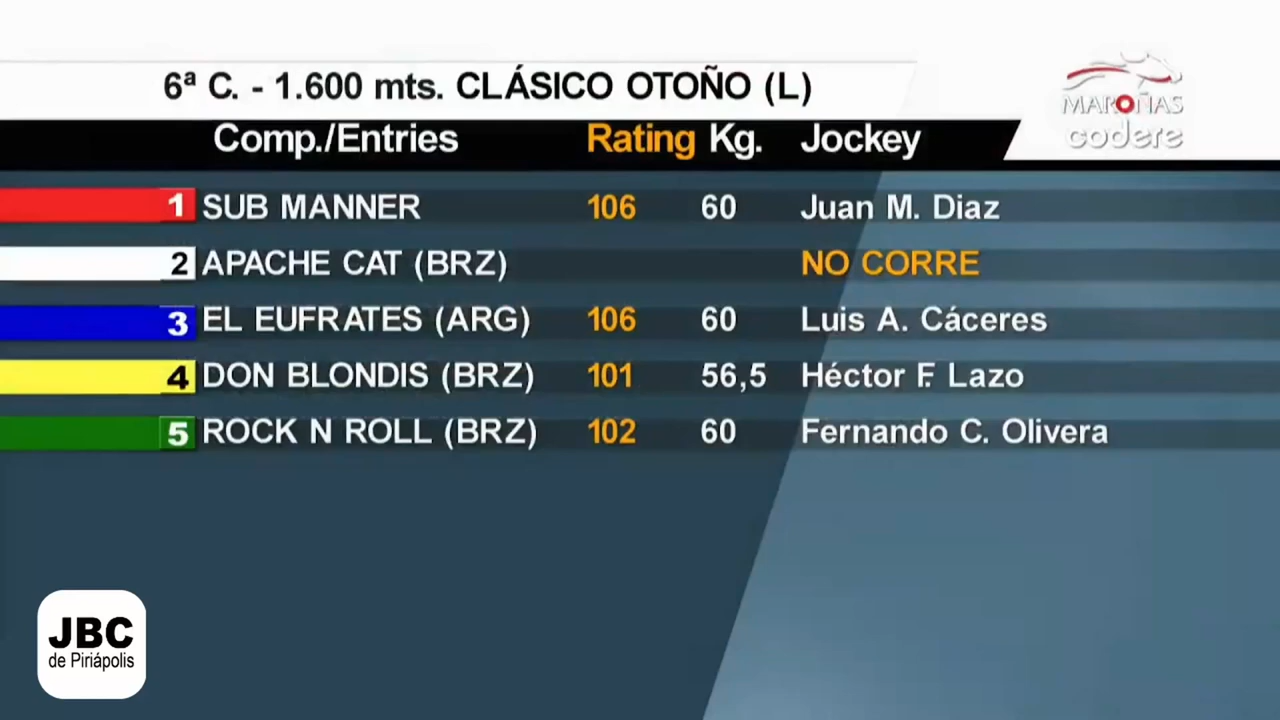 6ª C. - 1.600 mts. CLÁSICO OTOÑO (L)
MAROÑAS
codere
Comp./Entries Rating Kg. Jockey
1 SUB MANNER 106 60 Juan M. Diaz
2 APACHE CAT (BRZ) NO CORRE
3 EL EUFRATES (ARG) 106 60 Luis A. Cáceres
4 DON BLONDIS (BRZ) 101 56,5 Héctor F. Lazo
5 ROCK N ROLL (BRZ) 102 60 Fernando C. Olivera
JBC
de Piriápolis